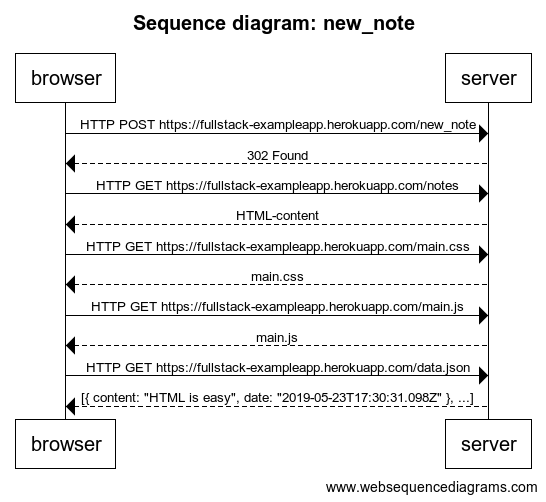 Sequence diagram: new_note
browser server
HTTP POST https://fullstack-exampleapp.herokuapp.com/new_note
302 Found
HTTP GET https://fullstack-exampleapp.herokuapp.com/notes
HTML-content
HTTP GET https://fullstack-exampleapp.herokuapp.com/main.css
main.css
HTTP GET https://fullstack-exampleapp.herokuapp.com/main.js
main.js
HTTP GET https://fullstack-exampleapp.herokuapp.com/data.json
[{ content: "HTML is easy", date: "2019-05-23T17:30:31.098Z" }, ...]
browser server
www.websequencediagrams.com